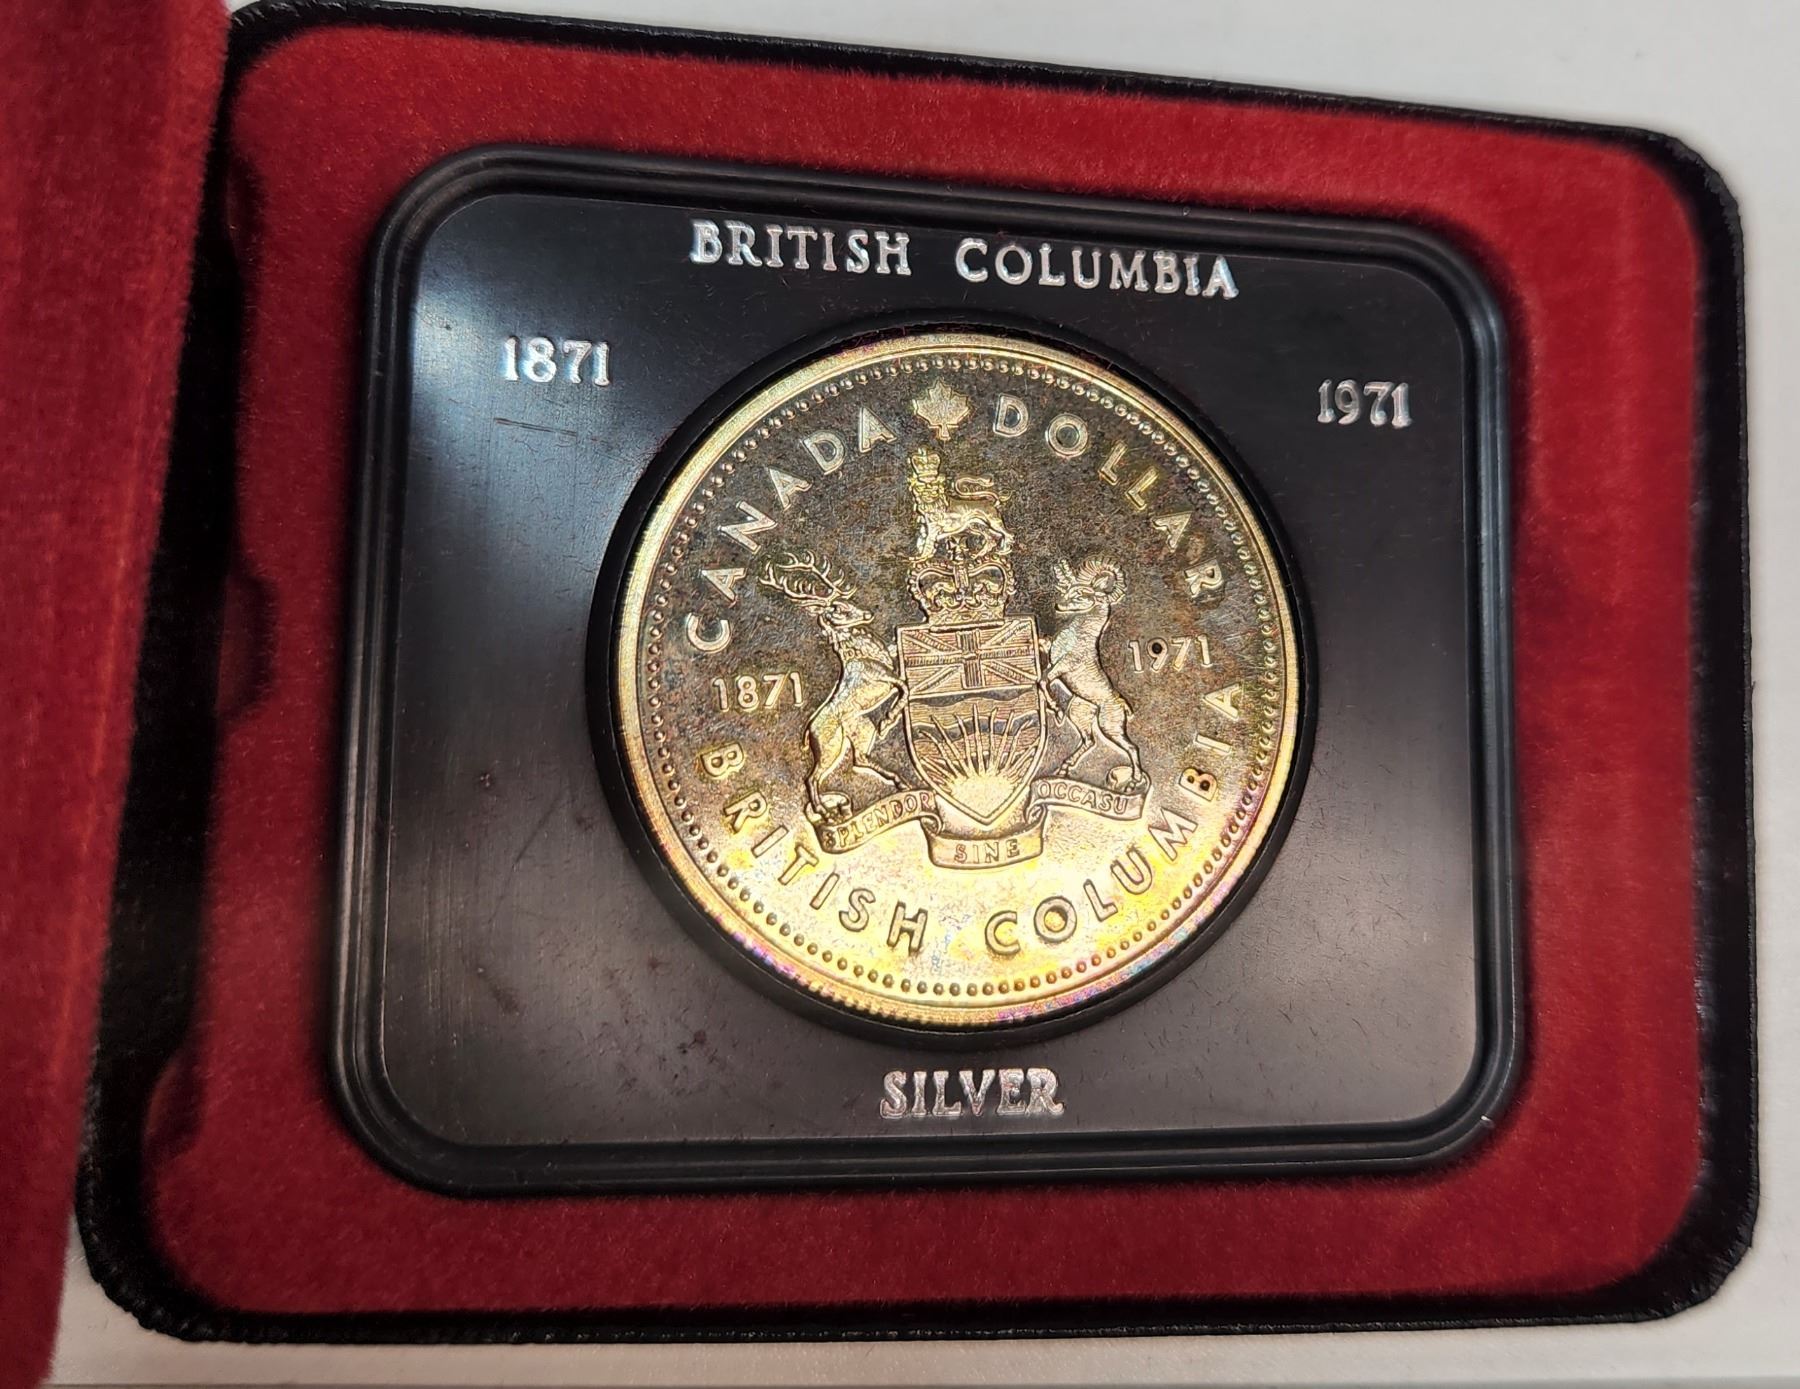 BRITISH COLUMBIA
1871
1971
CANADA DOLLAR
1871
1971
SPLENDOR SINE OCCASU
BRITISH COLUMBIA
SILVER